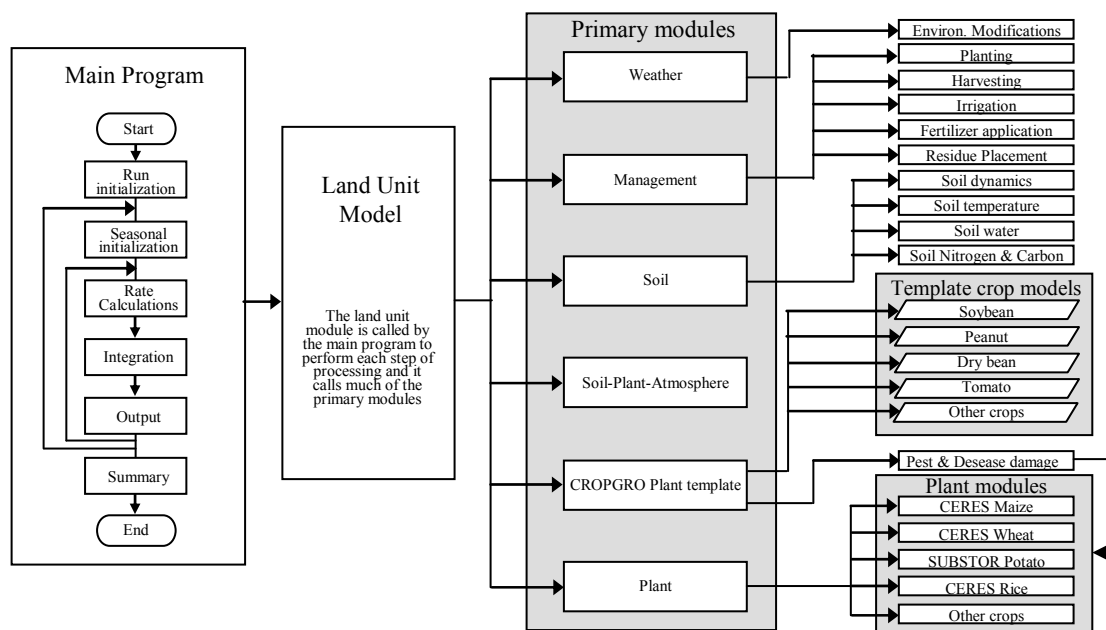 Main Program
Start
Run
initialization
Seasonal
initialization
Rate
Calculations
Integration
Output
Summary
End
Land Unit
Model
The land unit
module is called by
the main program to
perform each step of
processing and it
calls much of the
primary modules
Primary modules
Weather
Management
Soil
Soil-Plant-Atmosphere
CROPGRO Plant template
Plant
Environ. Modifications
Planting
Harvesting
Irrigation
Fertilizer application
Residue Placement
Soil dynamics
Soil temperature
Soil water
Soil Nitrogen & Carbon
Template crop models
Soybean
Peanut
Dry bean
Tomato
Other crops
Pest & Desease damage
Plant modules
CERES Maize
CERES Wheat
SUBSTOR Potato
CERES Rice
Other crops